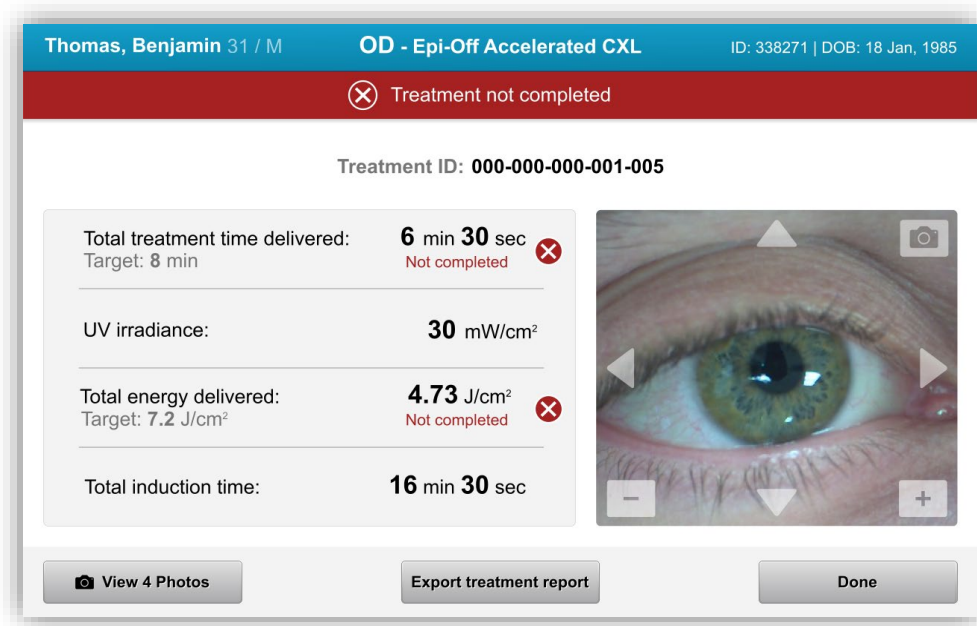 Thomas, Benjamin 31 / M OD - Epi-Off Accelerated CXL ID: 338271 | DOB: 18 Jan, 1985
Treatment not completed
Treatment ID: 000-000-000-001-005
Total treatment time delivered: 6 min 30 sec
Target: 8 min Not completed
UV irradiance: 30 mW/cm²
Total energy delivered: 4.73 J/cm²
Target: 7.2 J/cm² Not completed
Total induction time: 16 min 30 sec
View 4 Photos Export treatment report Done